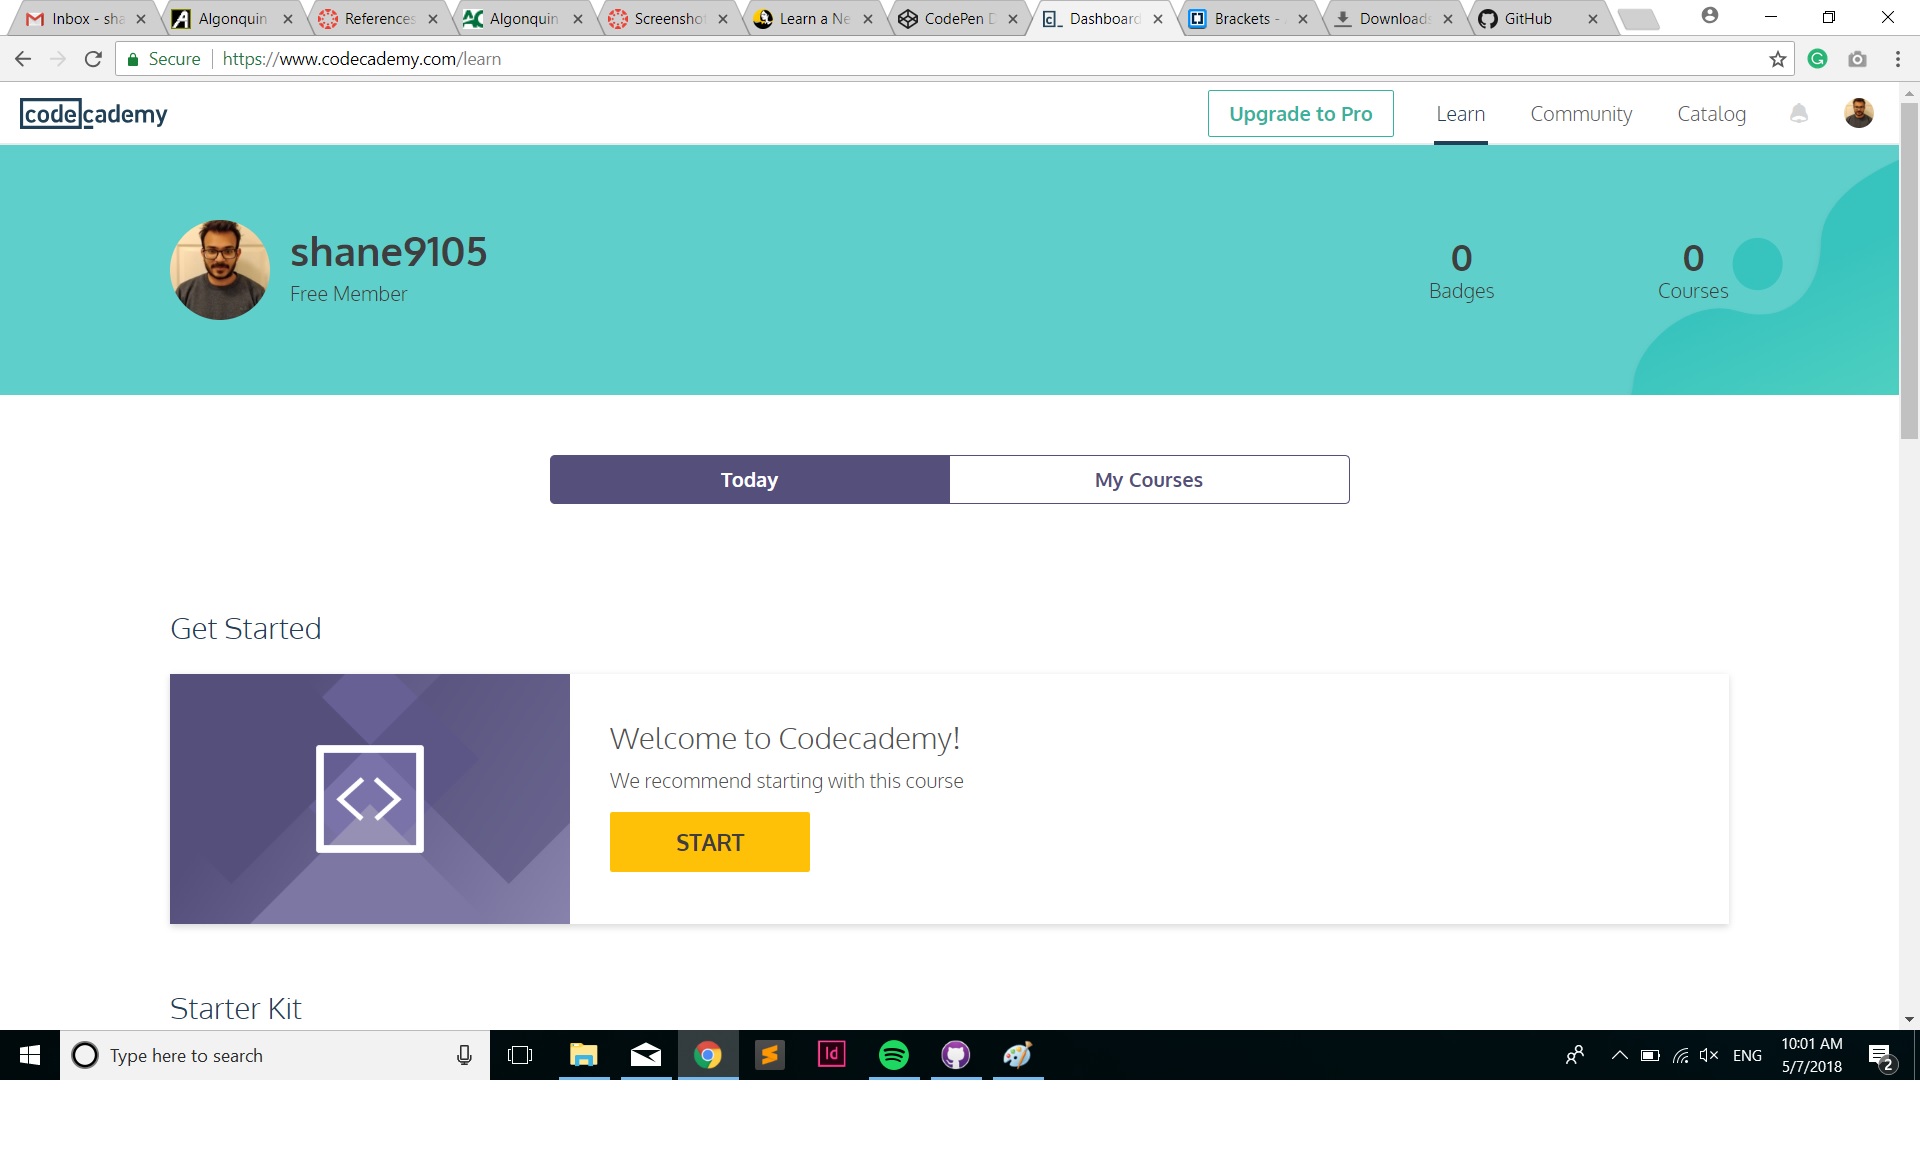 Inbox - sha
Algonquin
References
Algonquin
Screenshot
Learn a Ne
CodePen D
Dashboard
Brackets -
Downloads
GitHub
Secure
https://www.codecademy.com/learn
codecademy
Upgrade to Pro
Learn
Community
Catalog
shane9105
Free Member
0
Badges
0
Courses
Today
My Courses
Get Started
Welcome to Codecademy!
We recommend starting with this course
START
Starter Kit
Type here to search
Id
ENG
10:01 AM
5/7/2018
2